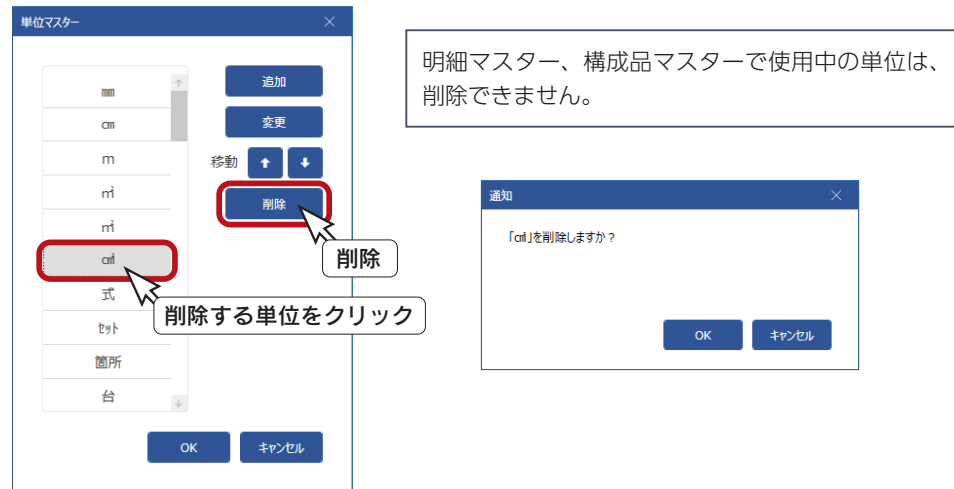 単位マスター
㎜
㎝
m
㎡
㎥
㎠
式
ｾｯﾄ
箇所
台
追加
変更
移動
削除
削除
削除する単位をクリック
OK キャンセル
明細マスター、構成品マスターで使用中の単位は、
削除できません。
通知
「㎠」を削除しますか？
OK キャンセル